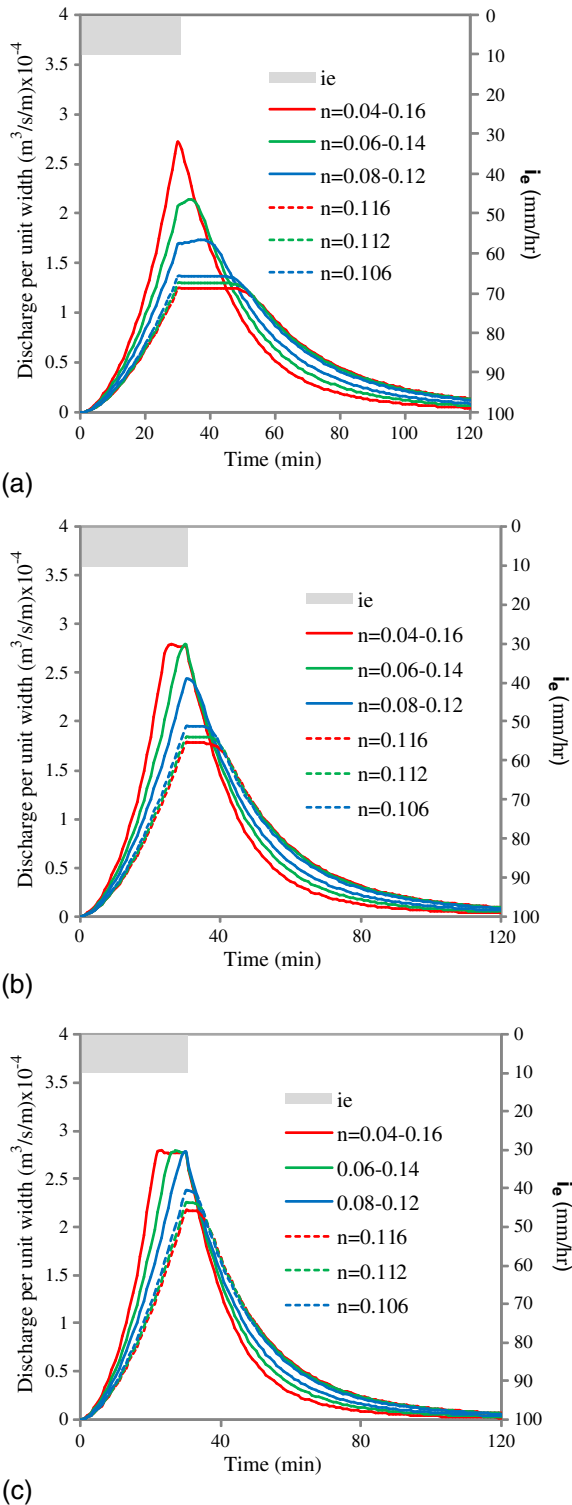 4
3.5
3
2.5
2
1.5
1
0.5
0
Discharge per unit width (m³/s/m)x10⁻⁴
0
10
20
30
40
50
60
70
80
90
100
iₑ (mm/hr)
ie
n=0.04-0.16
n=0.06-0.14
n=0.08-0.12
n=0.116
n=0.112
n=0.106
0 20 40 60 80 100 120
Time (min)
(a)
4
3.5
3
2.5
2
1.5
1
0.5
0
Discharge per unit width (m³/s/m)x10⁻⁴
0
10
20
30
40
50
60
70
80
90
100
iₑ (mm/hr)
ie
n=0.04-0.16
n=0.06-0.14
n=0.08-0.12
n=0.116
n=0.112
n=0.106
0 40 80 120
Time (min)
(b)
4
3.5
3
2.5
2
1.5
1
0.5
0
Discharge per unit width (m³/s/m)x10⁻⁴
0
10
20
30
40
50
60
70
80
90
100
iₑ (mm/hr)
ie
n=0.04-0.16
0.06-0.14
0.08-0.12
n=0.116
n=0.112
n=0.106
0 40 80 120
Time (min)
(c)